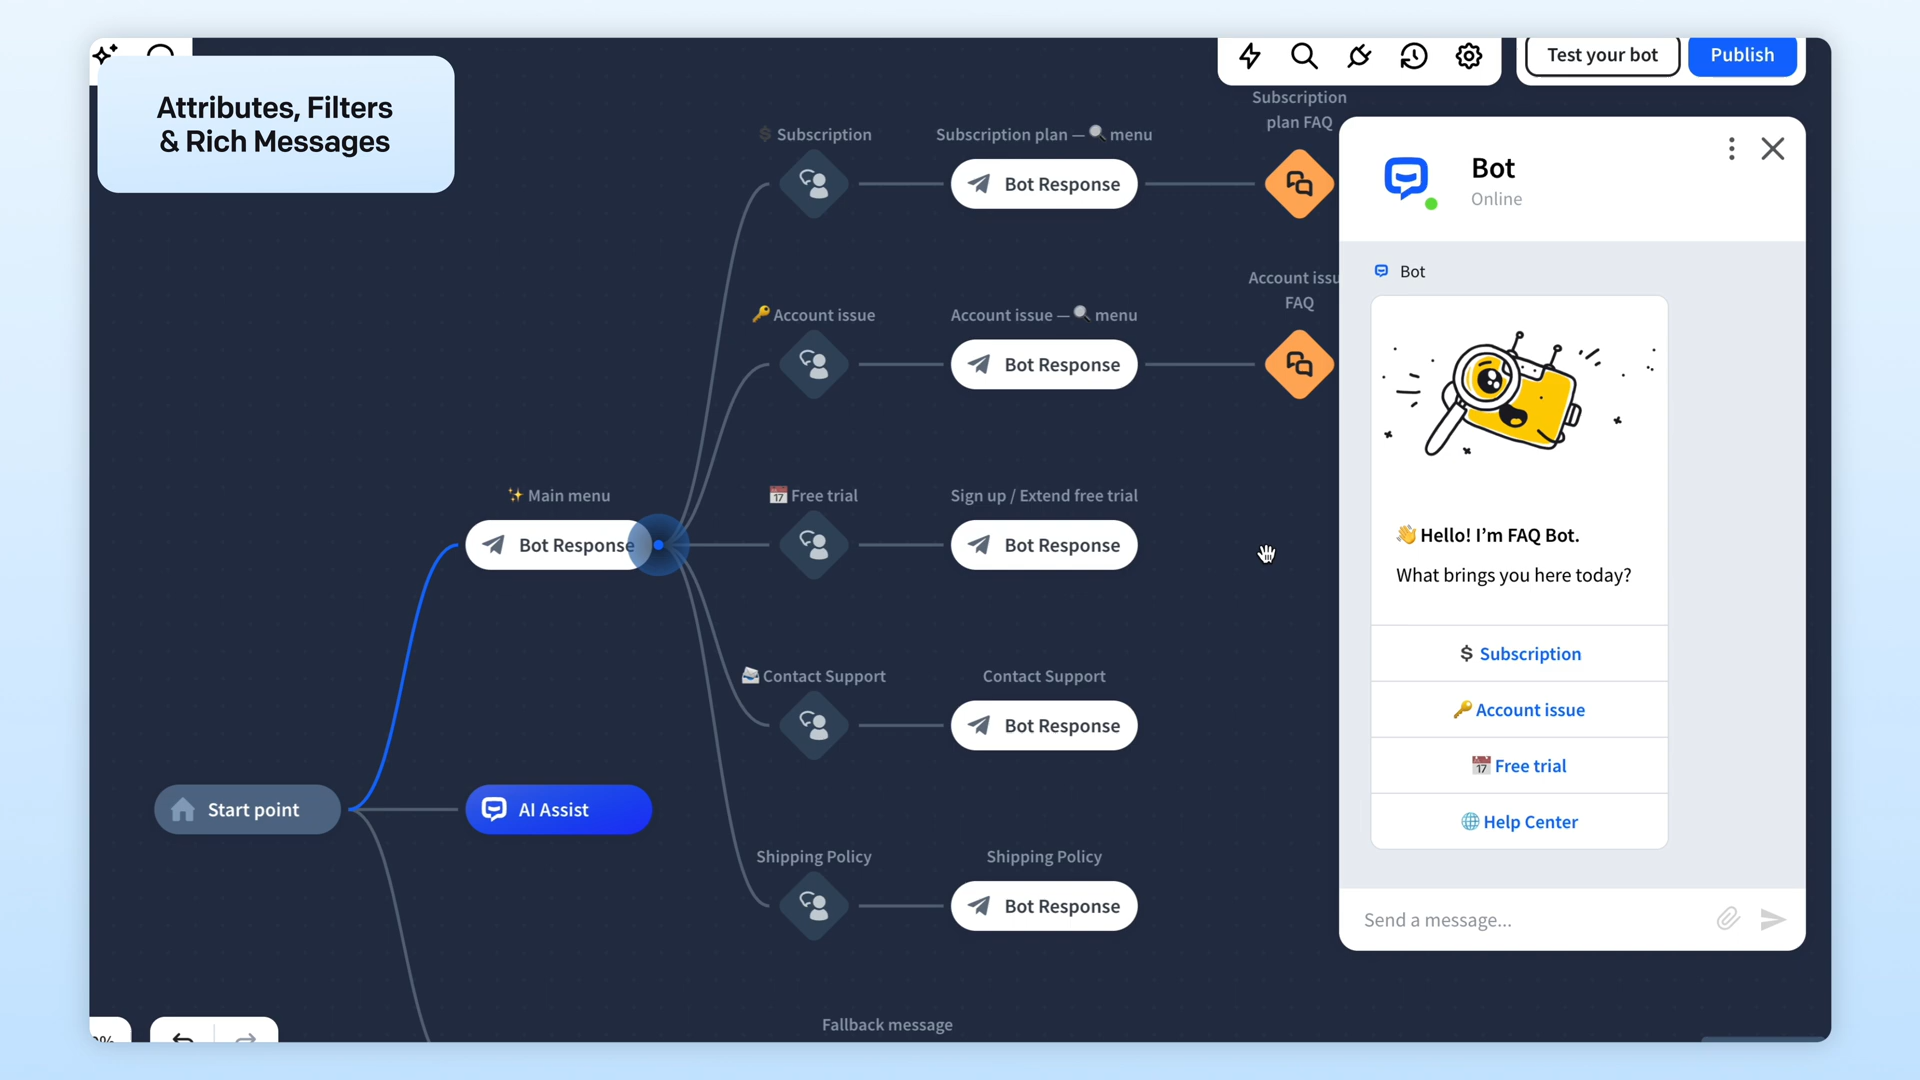 Attributes, Filters
& Rich Messages
Test your bot
Publish
Subscription
plan FAQ
$ Subscription
Subscription plan — 🔍 menu
Bot Response
Account issu
FAQ
🔑 Account issue
Account issue — 🔍 menu
Bot Response
✨ Main menu
Bot Response
📅 Free trial
Sign up / Extend free trial
Bot Response
📨 Contact Support
Contact Support
Bot Response
Start point
AI Assist
Shipping Policy
Shipping Policy
Bot Response
Fallback message
Bot
Online
Bot
👋 Hello! I'm FAQ Bot.
What brings you here today?
$ Subscription
🔑 Account issue
📅 Free trial
🌐 Help Center
Send a message...